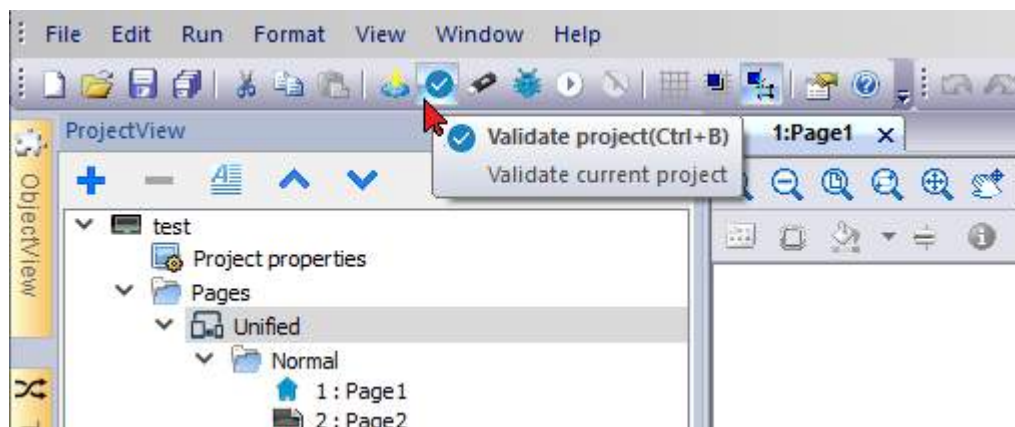 File Edit Run Format View Window Help
ProjectView
Validate project(Ctrl+B)
1:Page1
ObjectView
Validate current project
test
Project properties
Pages
Unified
Normal
1 : Page1
2 : Page2